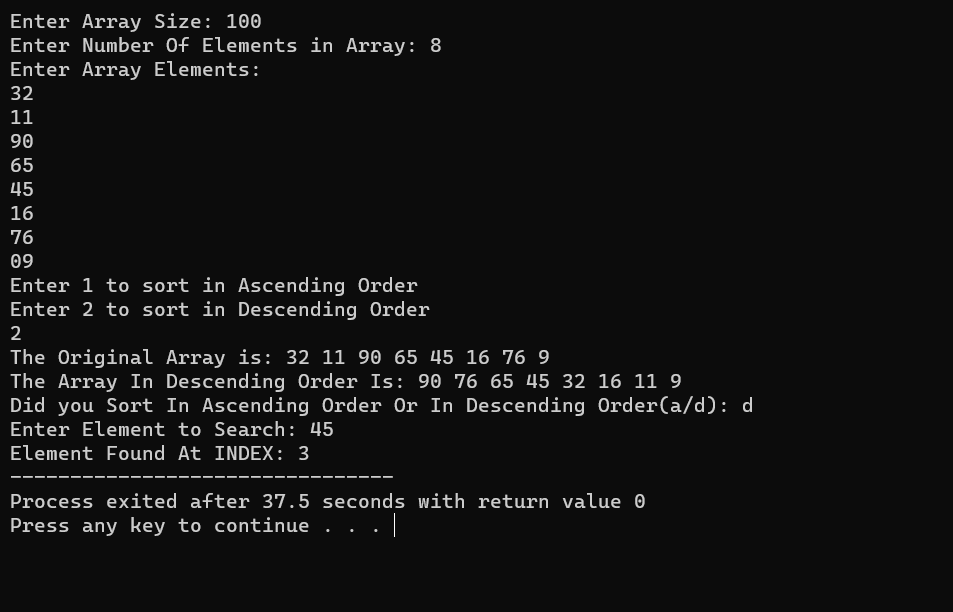 Enter Array Size: 100
Enter Number Of Elements in Array: 8
Enter Array Elements:
32
11
90
65
45
16
76
09
Enter 1 to sort in Ascending Order
Enter 2 to sort in Descending Order
2
The Original Array is: 32 11 90 65 45 16 76 9
The Array In Descending Order Is: 90 76 65 45 32 16 11 9
Did you Sort In Ascending Order Or In Descending Order(a/d): d
Enter Element to Search: 45
Element Found At INDEX: 3
--------------------------------
Process exited after 37.5 seconds with return value 0
Press any key to continue . . .